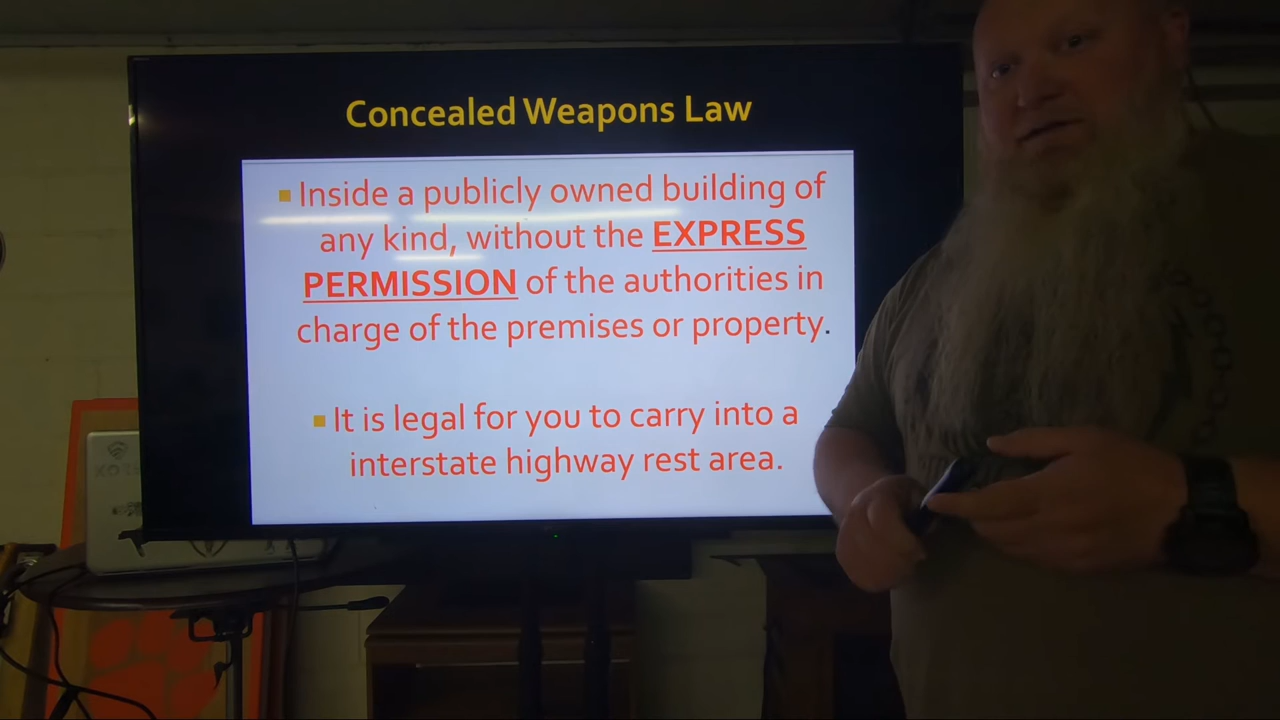 Concealed Weapons Law
▪ Inside a publicly owned building of
any kind, without the EXPRESS
PERMISSION of the authorities in
charge of the premises or property.
▪ It is legal for you to carry into a
interstate highway rest area.